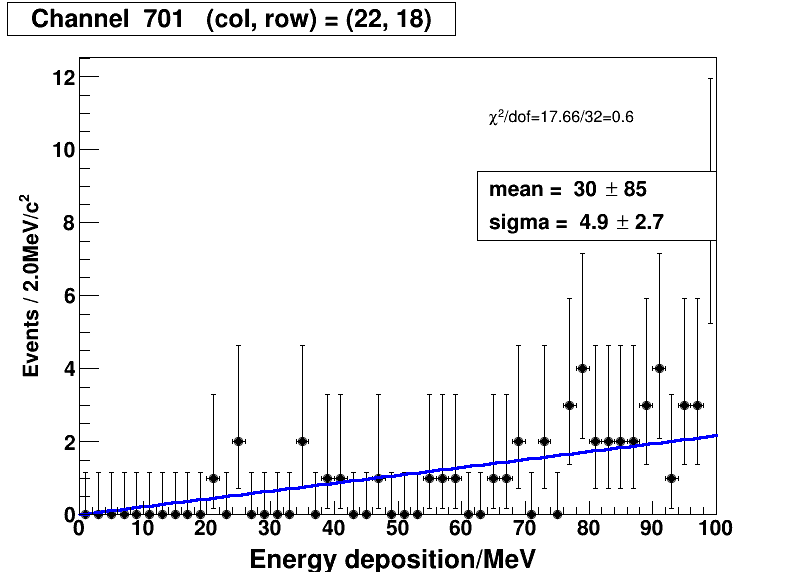 Channel 701 (col, row) = (22, 18)
χ²/dof=17.66/32=0.6
mean = 30 ± 85
sigma = 4.9 ± 2.7
Events / 2.0MeV/c²
12
10
8
6
4
2
0
0 10 20 30 40 50 60 70 80 90 100
Energy deposition/MeV